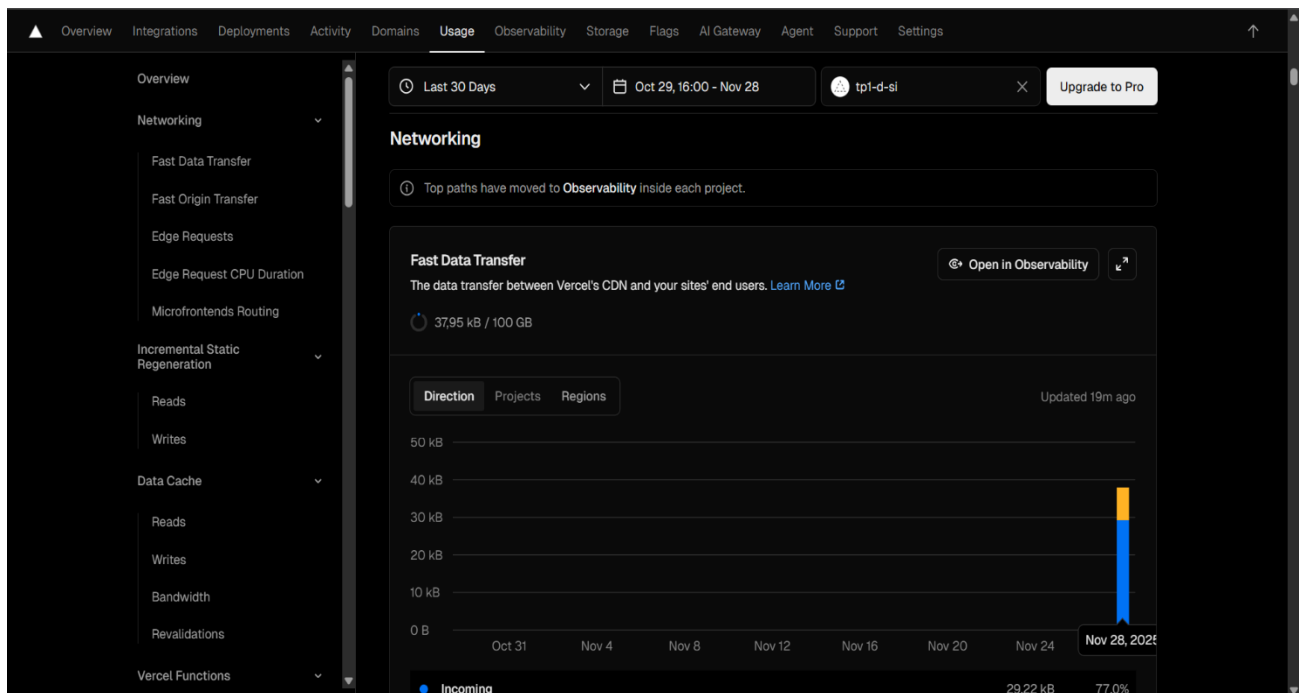 Overview Integrations Deployments Activity Domains Usage Observability Storage Flags AI Gateway Agent Support Settings
Overview
Networking
Fast Data Transfer
Fast Origin Transfer
Edge Requests
Edge Request CPU Duration
Microfrontends Routing
Incremental Static
Regeneration
Reads
Writes
Data Cache
Reads
Writes
Bandwidth
Revalidations
Vercel Functions
Last 30 Days Oct 29, 16:00 - Nov 28 tp1-d-si Upgrade to Pro
Networking
Top paths have moved to Observability inside each project.
Fast Data Transfer Open in Observability
The data transfer between Vercel's CDN and your sites' end users. Learn More
37,95 kB / 100 GB
Direction Projects Regions Updated 19m ago
50 kB
40 kB
30 kB
20 kB
10 kB
0 B
Oct 31 Nov 4 Nov 8 Nov 12 Nov 16 Nov 20 Nov 24 Nov 28, 2025
Incoming 29,22 kB 77,0%